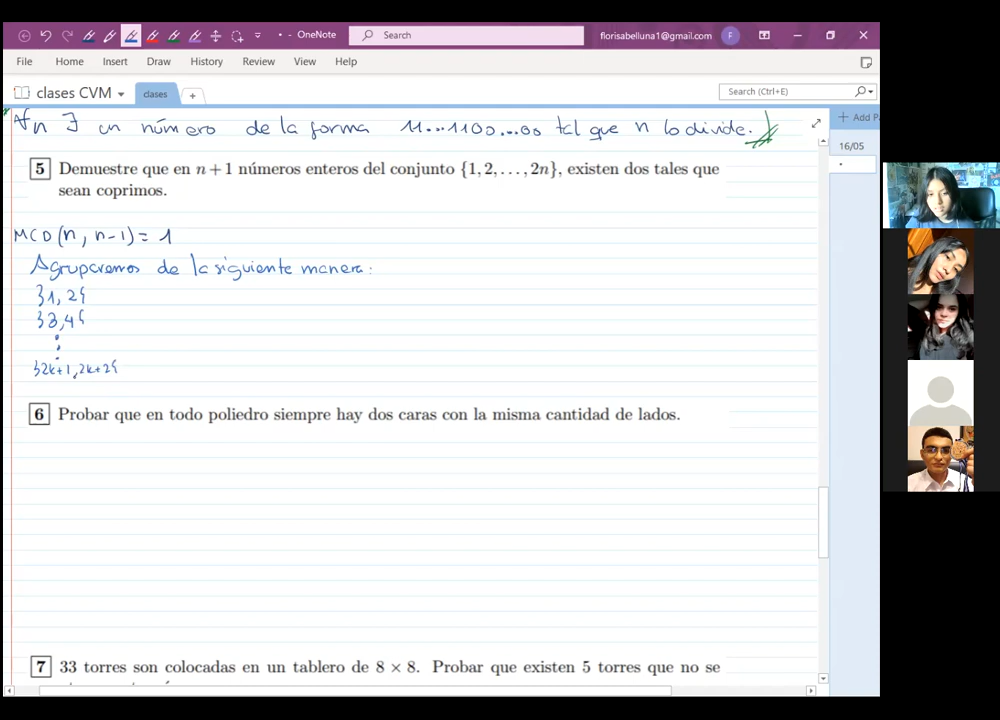 OneNote
Search
florisabelluna1@gmail.com
F
File Home Insert Draw History Review View Help
clases CVM
clases
Search (Ctrl+E)
∀n ∃ un número de la forma 11...1100...00 tal que n lo divide.
Add Pa
16/05
5 Demuestre que en n + 1 números enteros del conjunto {1, 2, . . . , 2n}, existen dos tales que
sean coprimos.
MCD(n, n-1) = 1
Agruparemos de la siguiente manera:
}1, 2{
}3, 4{
}2k+1, 2k+2{
6 Probar que en todo poliedro siempre hay dos caras con la misma cantidad de lados.
7 33 torres son colocadas en un tablero de 8 × 8. Probar que existen 5 torres que no se